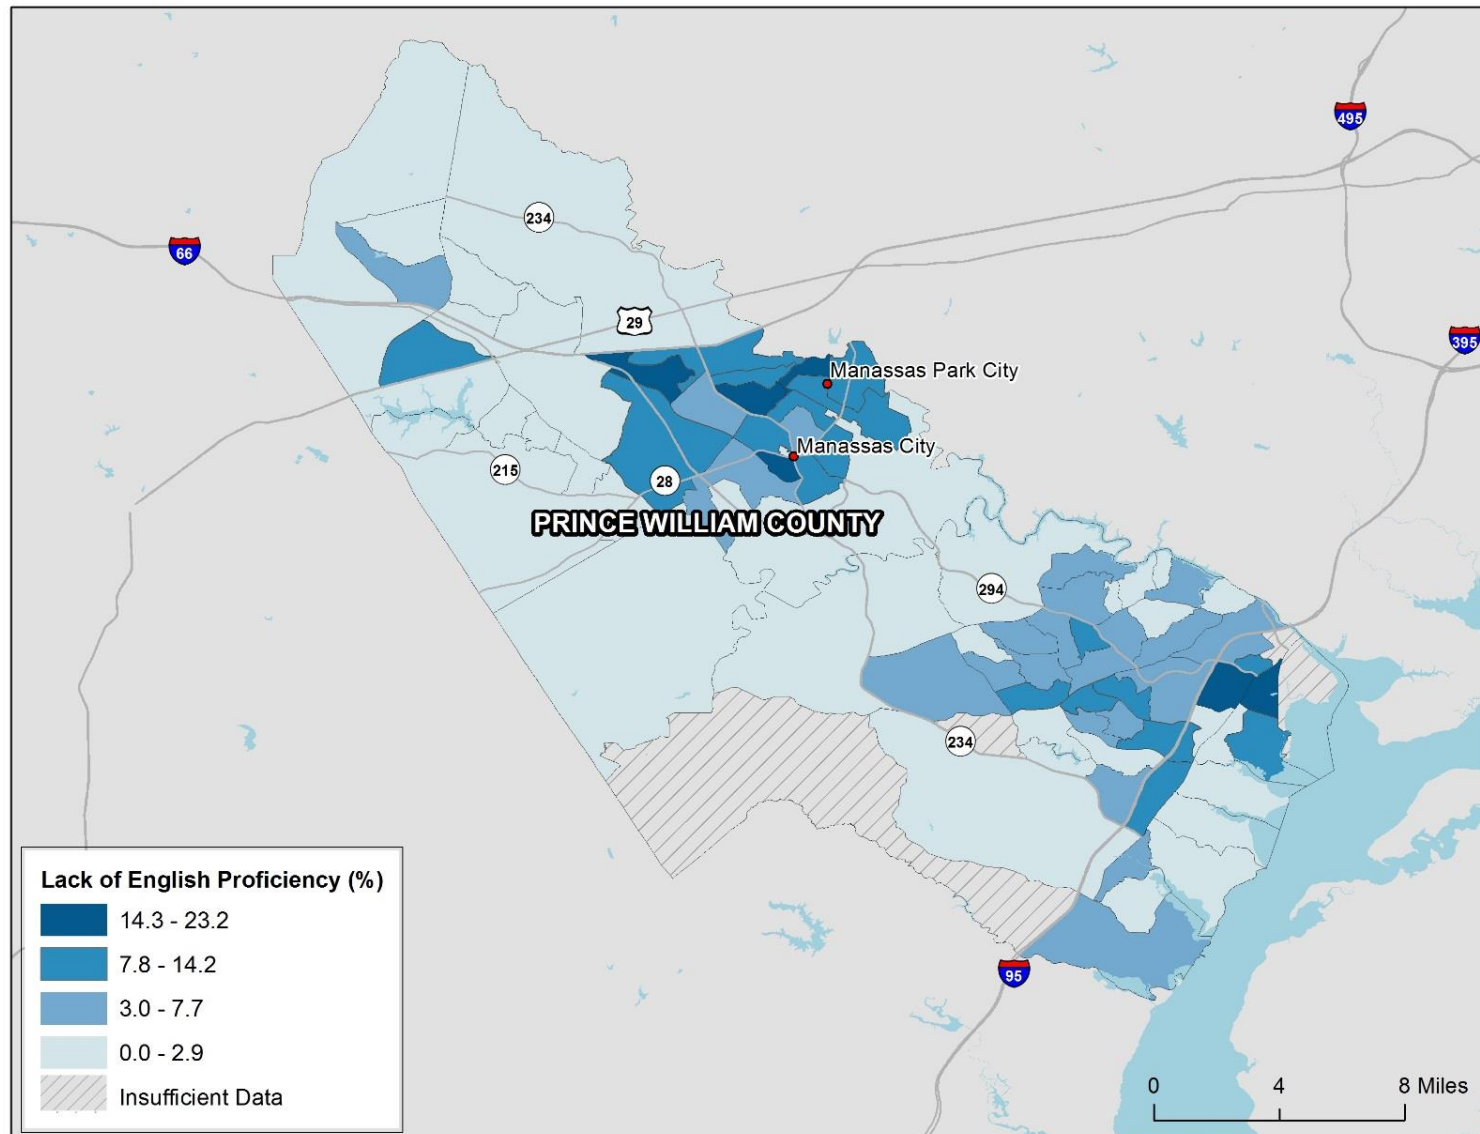 495
234
66
29
395
Manassas Park City
Manassas City
215
28
PRINCE WILLIAM COUNTY
294
234
95
Lack of English Proficiency (%)
14.3 - 23.2
7.8 - 14.2
3.0 - 7.7
0.0 - 2.9
Insufficient Data
0 4 8 Miles